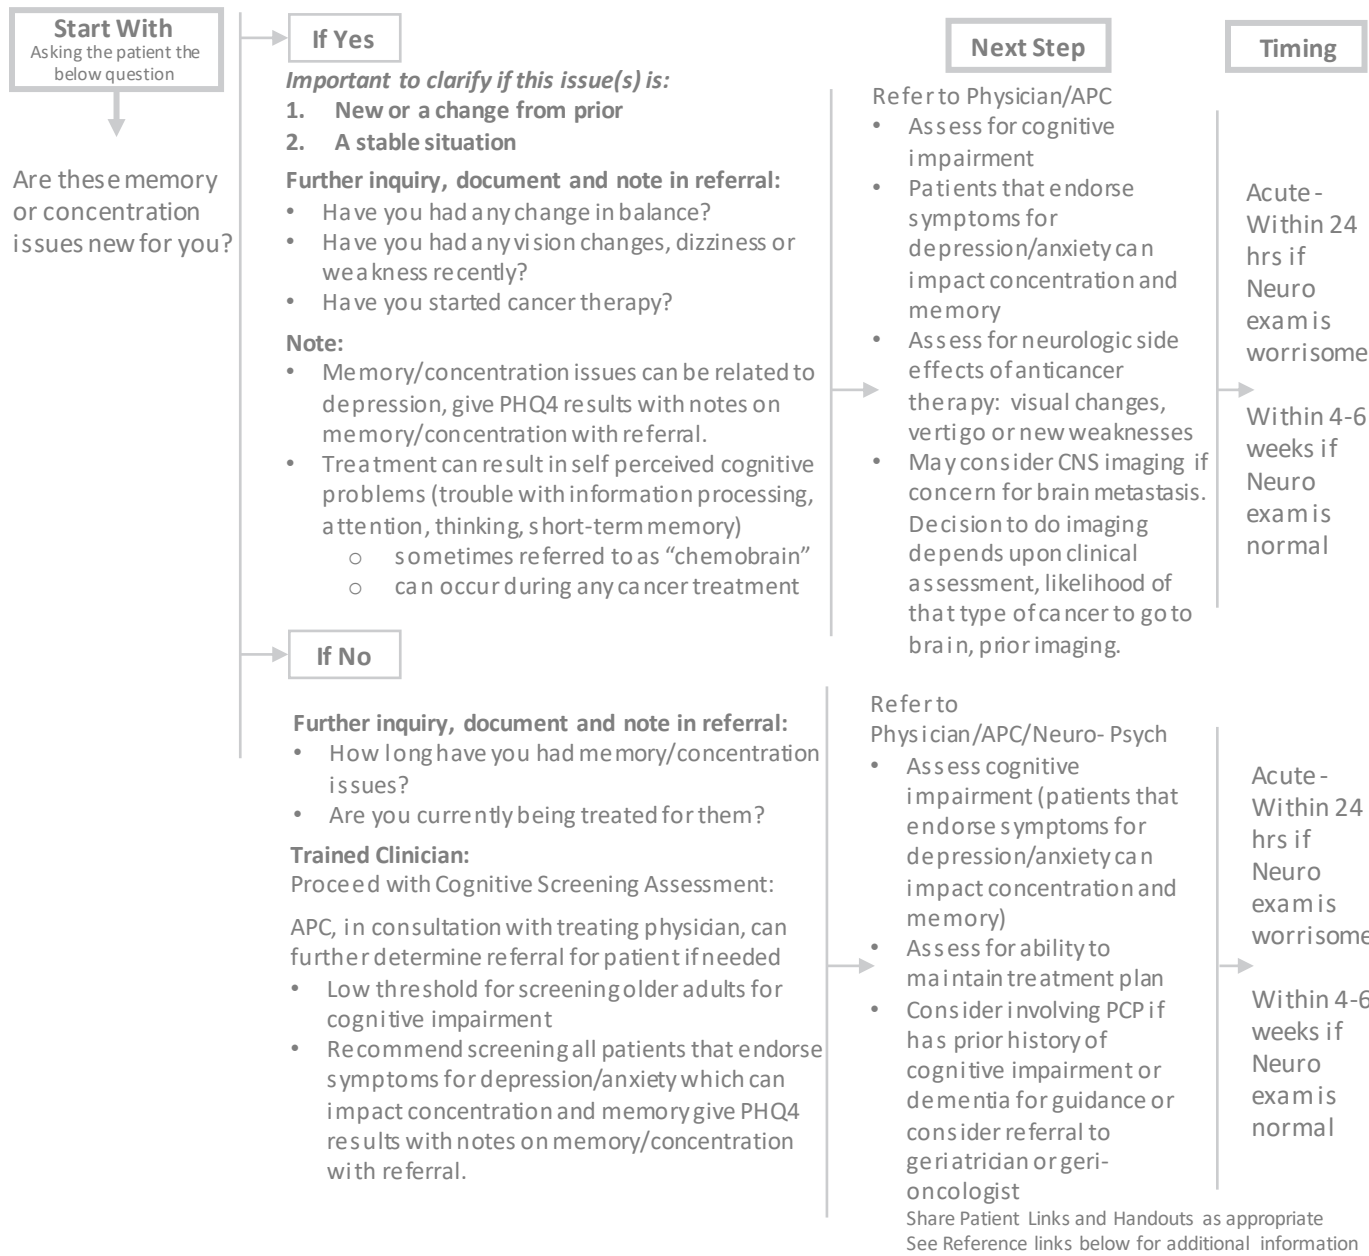 Start With
Asking the patient the
below question
Are these memory
or concentration
issues new for you?
If Yes
Important to clarify if this issue(s) is:
1. New or a change from prior
2. A stable situation
Further inquiry, document and note in referral:
• Have you had any change in balance?
• Have you had any vision changes, dizziness or
weakness recently?
• Have you started cancer therapy?
Note:
• Memory/concentration issues can be related to
depression, give PHQ4 results with notes on
memory/concentration with referral.
• Treatment can result in self perceived cognitive
problems (trouble with information processing,
attention, thinking, short-term memory)
o sometimes referred to as “chemobrain”
o can occur during any cancer treatment
Next Step
Refer to Physician/APC
• Assess for cognitive
impairment
• Patients that endorse
symptoms for
depression/anxiety can
impact concentration and
memory
• Assess for neurologic side
effects of anticancer
therapy: visual changes,
vertigo or new weaknesses
• May consider CNS imaging if
concern for brain metastasis.
Decision to do imaging
depends upon clinical
assessment, likelihood of
that type of cancer to go to
brain, prior imaging.
Timing
Acute -
Within 24
hrs if
Neuro
exam is
worrisome
Within 4-6
weeks if
Neuro
exam is
normal
If No
Further inquiry, document and note in referral:
• How long have you had memory/concentration
issues?
• Are you currently being treated for them?
Trained Clinician:
Proceed with Cognitive Screening Assessment:
APC, in consultation with treating physician, can
further determine referral for patient if needed
• Low threshold for screening older adults for
cognitive impairment
• Recommend screening all patients that endorse
symptoms for depression/anxiety which can
impact concentration and memory give PHQ4
results with notes on memory/concentration
with referral.
Refer to
Physician/APC/Neuro- Psych
• Assess cognitive
impairment (patients that
endorse symptoms for
depression/anxiety can
impact concentration and
memory)
• Assess for ability to
maintain treatment plan
• Consider involving PCP if
has prior history of
cognitive impairment or
dementia for guidance or
consider referral to
geriatrician or geri-
oncologist
Share Patient Links and Handouts as appropriate
See Reference links below for additional information
Acute -
Within 24
hrs if
Neuro
exam is
worrisome
Within 4-6
weeks if
Neuro
exam is
normal